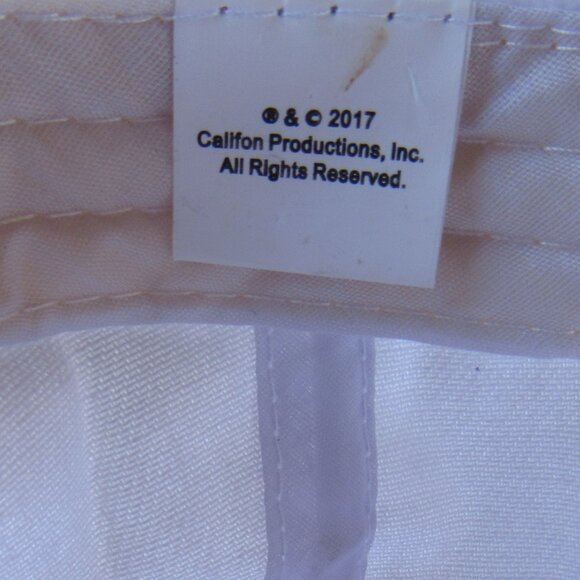 ® & © 2017
Califon Productions, Inc.
All Rights Reserved.